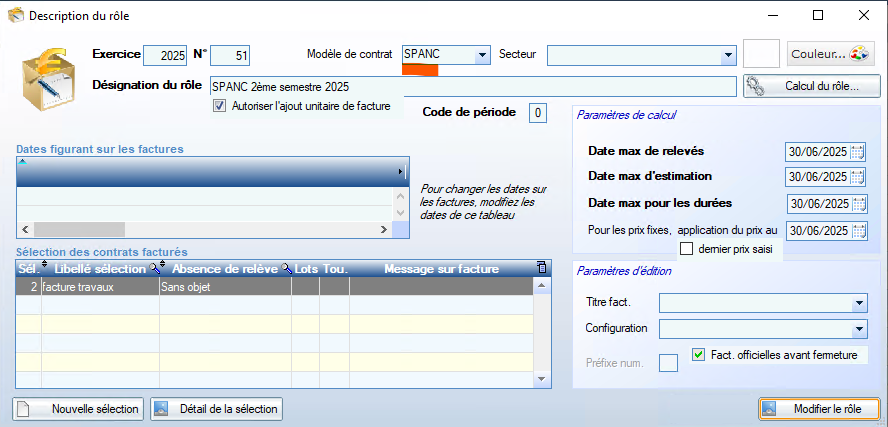 Description du rôle
Exercice 2025 N° 51 Modèle de contrat SPANC Secteur Couleur...
Désignation du rôle SPANC 2ème semestre 2025 Calcul du rôle...
Autoriser l'ajout unitaire de facture
Code de période 0
Paramètres de calcul
Dates figurant sur les factures
Date max de relevés 30/06/2025
Date max d'estimation 30/06/2025
Pour changer les dates sur
les factures, modifiez les
dates de ce tableau
Date max pour les durées 30/06/2025
Pour les prix fixes, application du prix au 30/06/2025
dernier prix saisi
Sélection des contrats facturés
Sél. Libellé sélection Absence de relève Lots Tou. Message sur facture
2 facture travaux Sans objet
Paramètres d'édition
Titre fact.
Configuration
Préfixe num. Fact. officielles avant fermeture
Nouvelle sélection Détail de la sélection Modifier le rôle